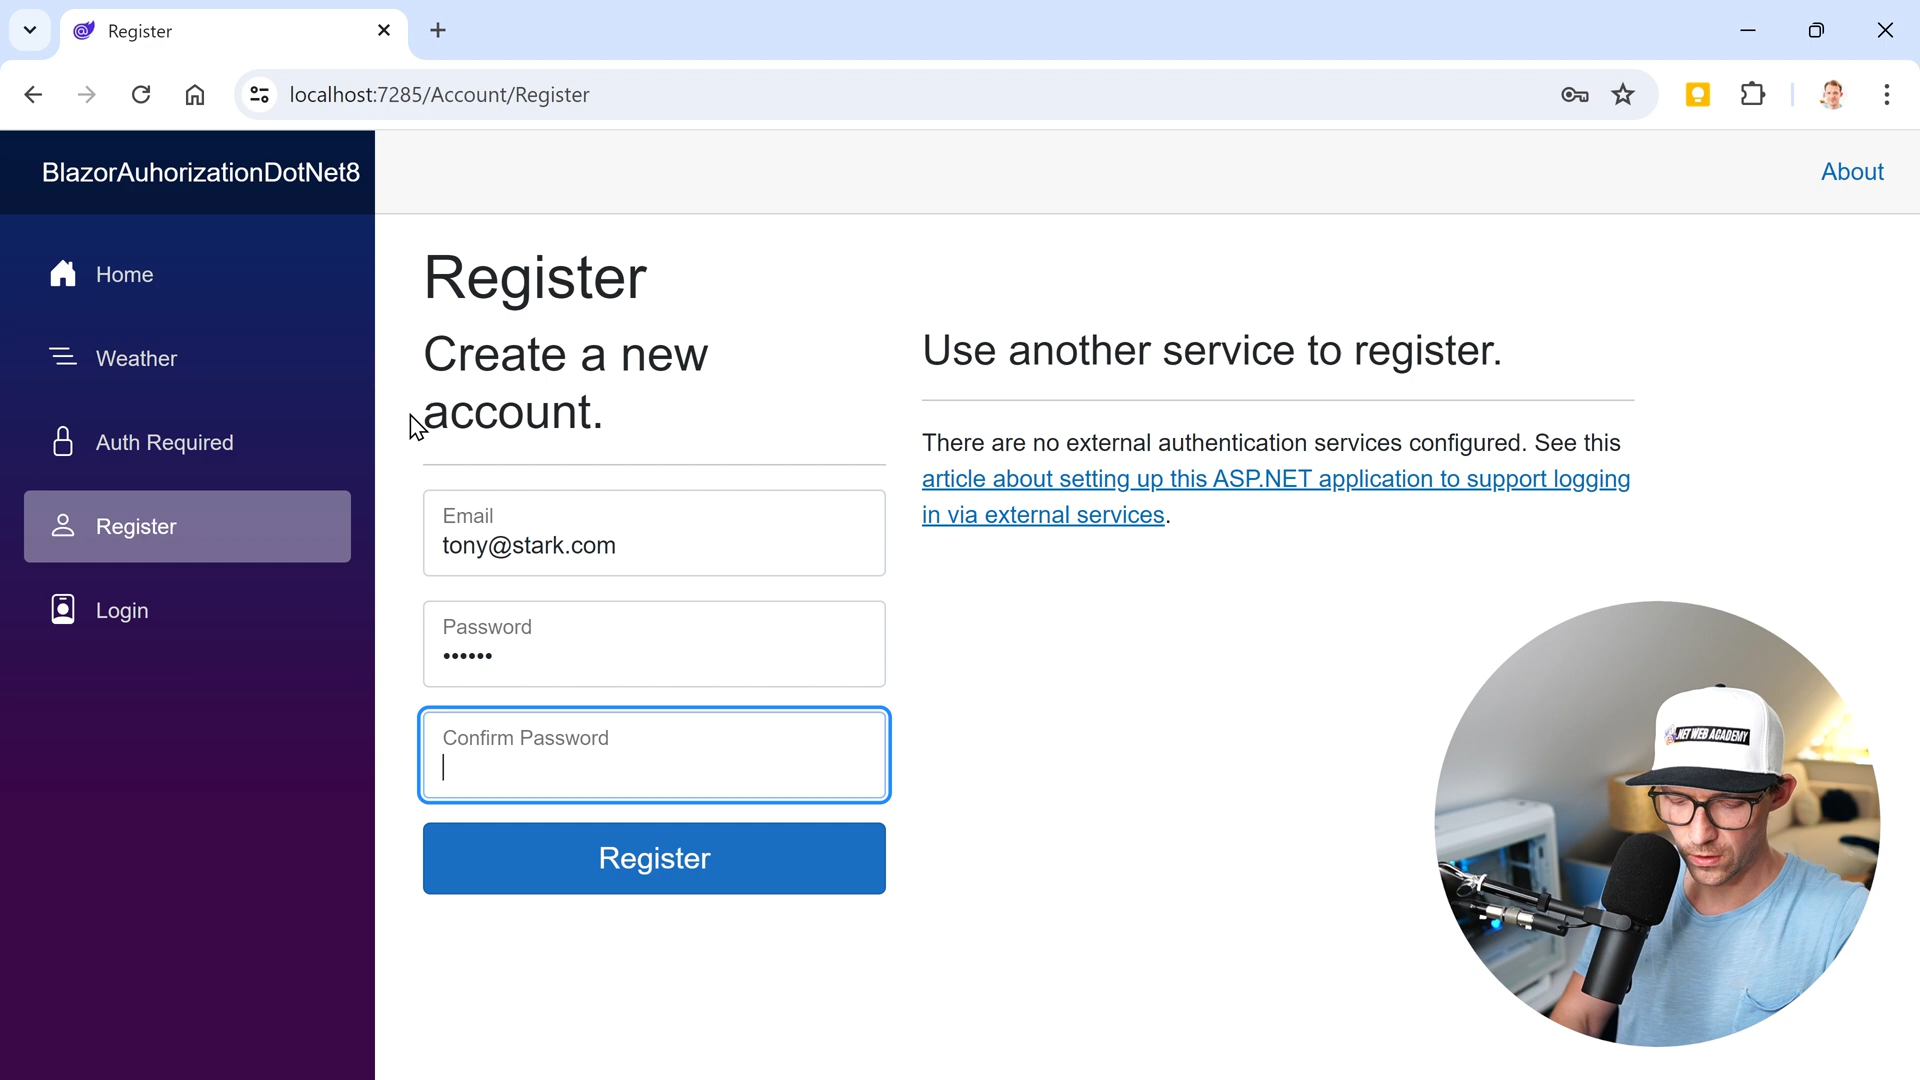 Register
localhost:7285/Account/Register
BlazorAuhorizationDotNet8
About
Home
Weather
Auth Required
Register
Login
Register
Create a new
account.
Email
tony@stark.com
Password
••••••
Confirm Password
Register
Use another service to register.
There are no external authentication services configured. See this
article about setting up this ASP.NET application to support logging
in via external services.
.NET WEB ACADEMY